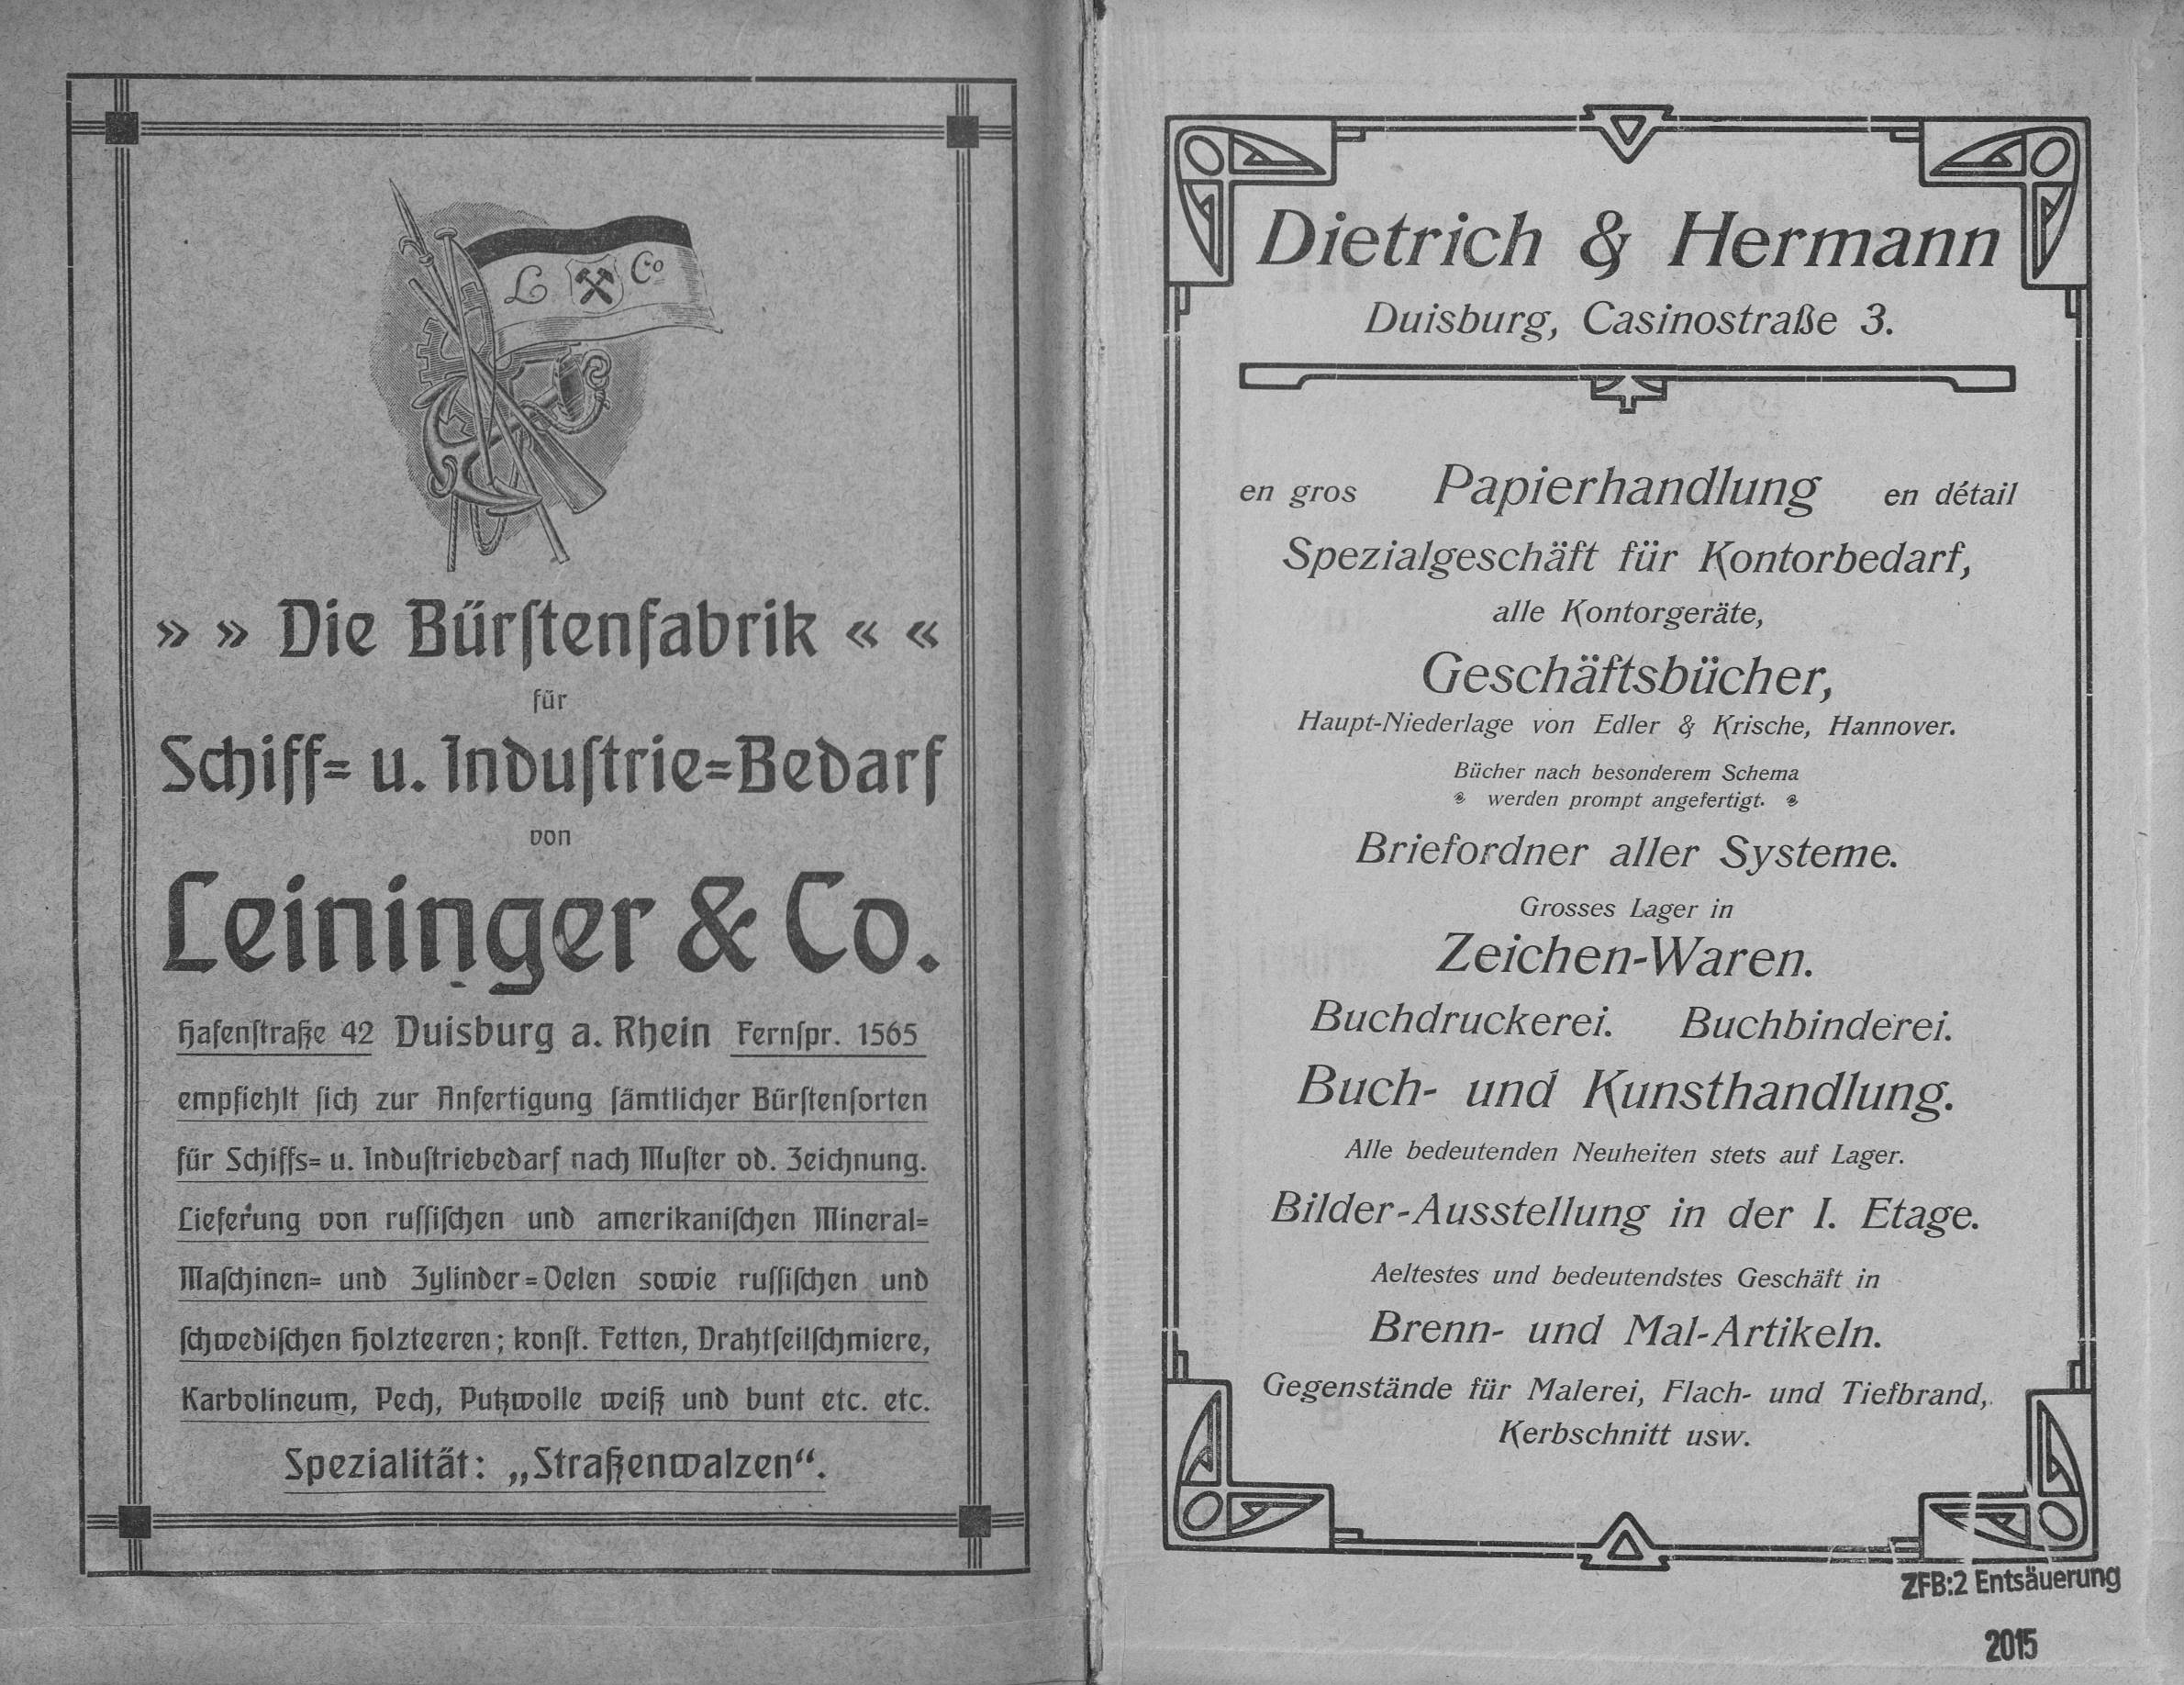 L Co
» » Die Bürſtenfabrik « «
für
Schiff= u. Induſtrie=Bedarf
von
Leininger & Co.
Hafenſtraße 42 Duisburg a. Rhein Fernſpr. 1565
empfiehlt ſich zur Anfertigung ſämtlicher Bürſtenſorten
für Schiffs= u. Induſtriebedarf nach Muſter od. Zeichnung.
Lieferung von ruſſiſchen und amerikaniſchen Mineral=
Maſchinen= und Zylinder=Oelen sowie ruſſiſchen und
ſchwediſchen Holzteeren; konſt. Fetten, Drahtſeilſchmiere,
Karbolineum, Pech, Putzwolle weiß und bunt etc. etc.
Spezialität: „Straßenwalzen“.
Dietrich & Hermann
Duisburg, Casinostraße 3.
en gros Papierhandlung en détail
Spezialgeschäft für Kontorbedarf,
alle Kontorgeräte,
Geschäftsbücher,
Haupt-Niederlage von Edler & Krische, Hannover.
Bücher nach besonderem Schema
werden prompt angefertigt.
Briefordner aller Systeme.
Grosses Lager in
Zeichen-Waren.
Buchdruckerei. Buchbinderei.
Buch- und Kunsthandlung.
Alle bedeutenden Neuheiten stets auf Lager.
Bilder-Ausstellung in der I. Etage.
Aeltestes und bedeutendstes Geschäft in
Brenn- und Mal-Artikeln.
Gegenstände für Malerei, Flach- und Tiefbrand,
Kerbschnitt usw.
ZFB:2 Entsäuerung
2015